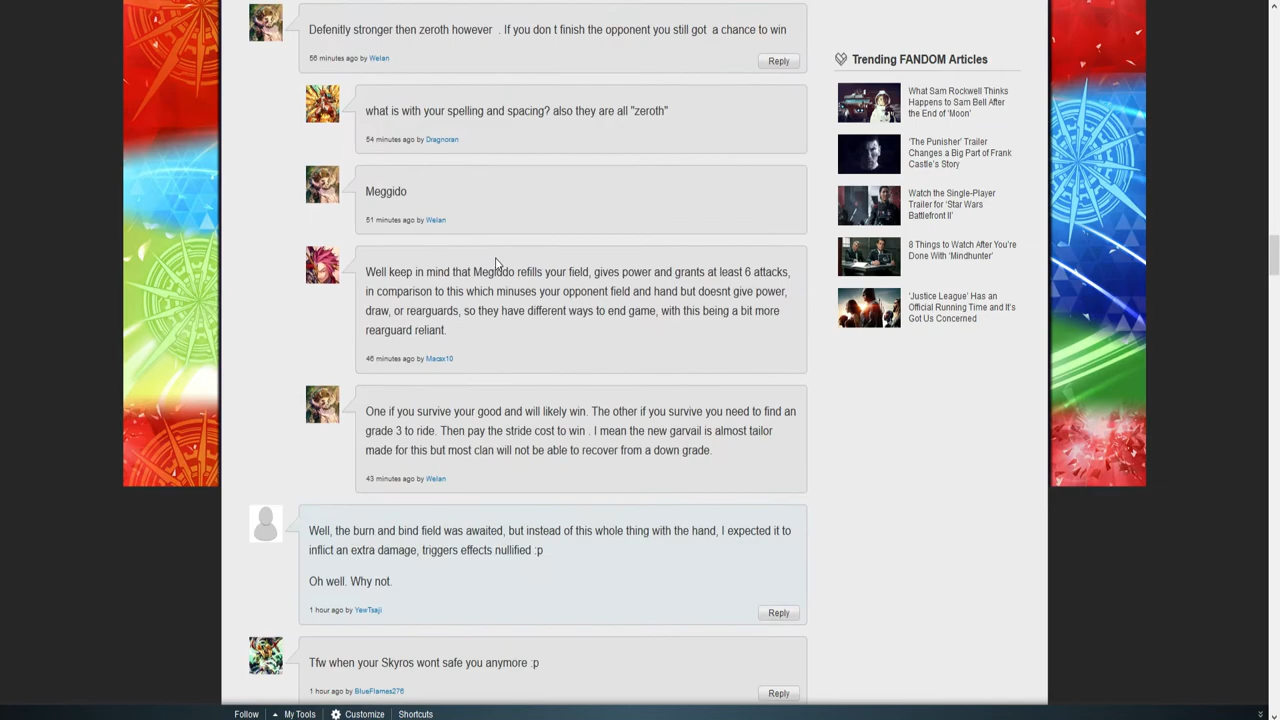 Defenitly stronger then zeroth however . If you don t finish the opponent you still got a chance to win
56 minutes ago by Welan
Reply
what is with your spelling and spacing? also they are all "zeroth"
54 minutes ago by Dragnoran
Meggido
51 minutes ago by Welan
Well keep in mind that Meggido refills your field, gives power and grants at least 6 attacks,
in comparison to this which minuses your opponent field and hand but doesnt give power,
draw, or rearguards, so they have different ways to end game, with this being a bit more
rearguard reliant.
46 minutes ago by Macax10
One if you survive your good and will likely win. The other if you survive you need to find an
grade 3 to ride. Then pay the stride cost to win . I mean the new garvail is almost tailor
made for this but most clan will not be able to recover from a down grade.
43 minutes ago by Welan
Well, the burn and bind field was awaited, but instead of this whole thing with the hand, I expected it to
inflict an extra damage, triggers effects nullified :p
Oh well. Why not.
1 hour ago by YewTsaji
Reply
Tfw when your Skyros wont safe you anymore :p
1 hour ago by BlueFlames276
Reply
Trending FANDOM Articles
What Sam Rockwell Thinks
Happens to Sam Bell After
the End of 'Moon'
'The Punisher' Trailer
Changes a Big Part of Frank
Castle's Story
Watch the Single-Player
Trailer for 'Star Wars
Battlefront II'
8 Things to Watch After You're
Done With 'Mindhunter'
'Justice League' Has an
Official Running Time and It's
Got Us Concerned
Follow
My Tools
Customize
Shortcuts